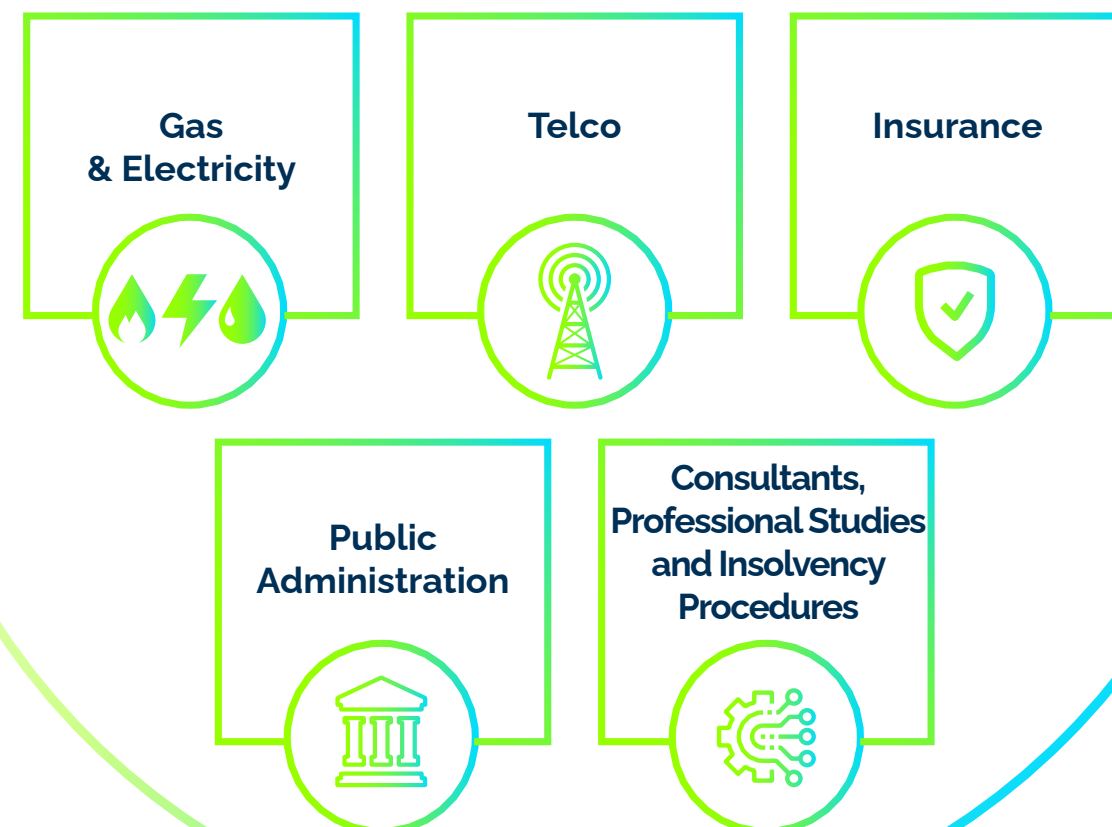 Gas
& Electricity
Telco
Insurance
Public
Administration
Consultants,
Professional Studies
and Insolvency
Procedures